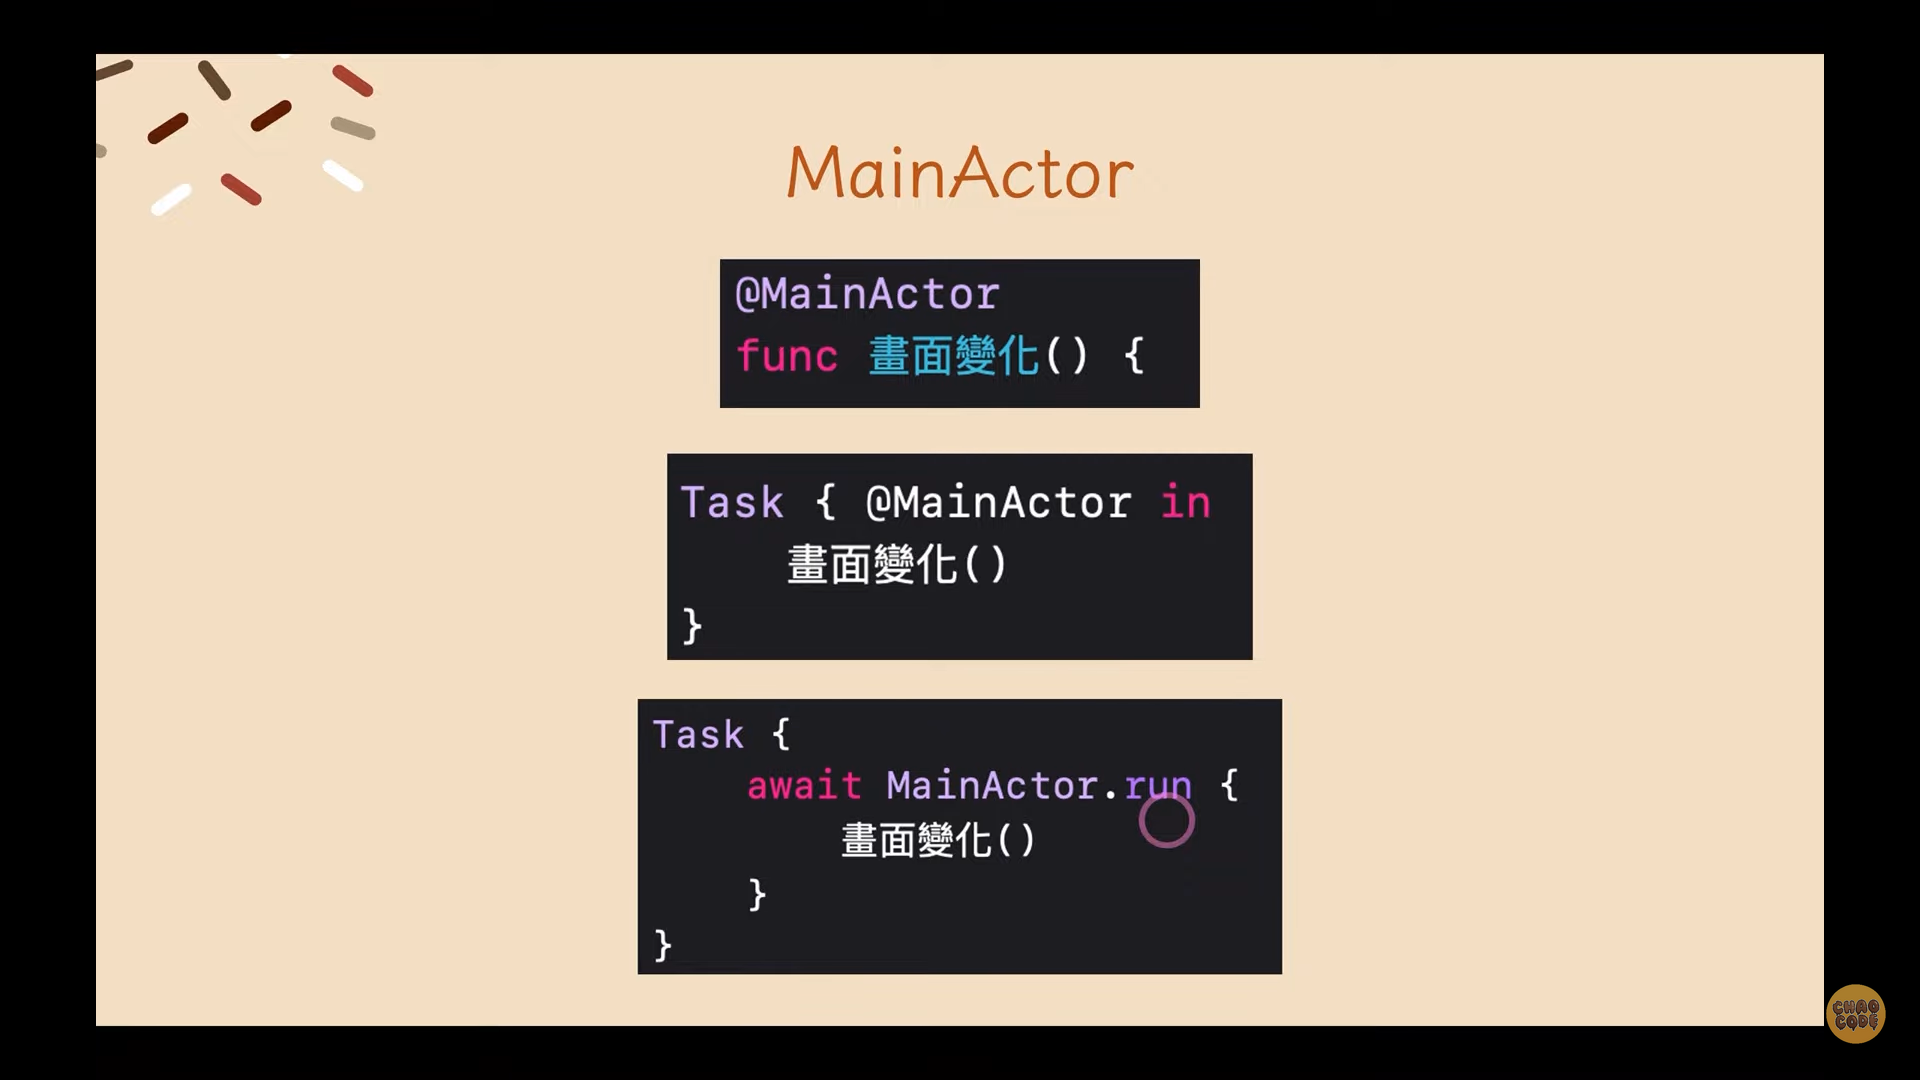 MainActor
@MainActor
func 畫面變化() {
Task { @MainActor in
畫面變化()
}
Task {
await MainActor.run {
畫面變化()
}
}
CHAO
CODE